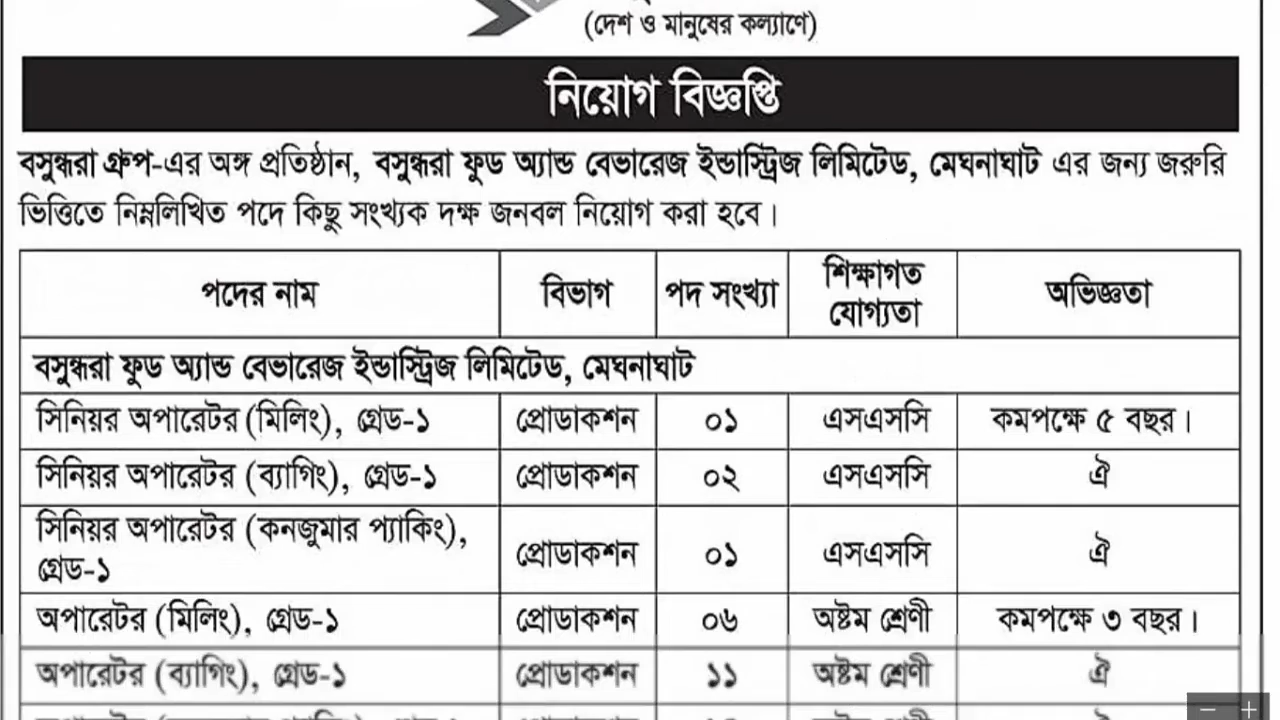 (দেশ ও মানুষের কল্যাণে)
নিয়োগ বিজ্ঞপ্তি
বসুন্ধরা গ্রুপ-এর অঙ্গ প্রতিষ্ঠান, বসুন্ধরা ফুড অ্যান্ড বেভারেজ ইন্ডাস্ট্রিজ লিমিটেড, মেঘনাঘাট এর জন্য জরুরি
ভিত্তিতে নিম্নলিখিত পদে কিছু সংখ্যক দক্ষ জনবল নিয়োগ করা হবে।
পদের নাম বিভাগ পদ সংখ্যা শিক্ষাগত যোগ্যতা অভিজ্ঞতা
বসুন্ধরা ফুড অ্যান্ড বেভারেজ ইন্ডাস্ট্রিজ লিমিটেড, মেঘনাঘাট
সিনিয়র অপারেটর (মিলিং), গ্রেড-১ প্রোডাকশন ০১ এসএসসি কমপক্ষে ৫ বছর।
সিনিয়র অপারেটর (ব্যাগিং), গ্রেড-১ প্রোডাকশন ০২ এসএসসি ঐ
সিনিয়র অপারেটর (কনজুমার প্যাকিং),
গ্রেড-১ প্রোডাকশন ০১ এসএসসি ঐ
অপারেটর (মিলিং), গ্রেড-১ প্রোডাকশন ০৬ অষ্টম শ্রেণী কমপক্ষে ৩ বছর।
অপারেটর (ব্যাগিং), গ্রেড-১ প্রোডাকশন ১১ অষ্টম শ্রেণী ঐ